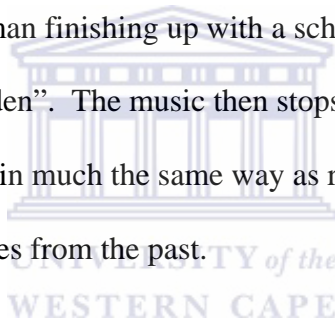 han finishing up with a sch
den”. The music then stops
in much the same way as r
es from the past.
UNIVERSITY of the
WESTERN CAPE